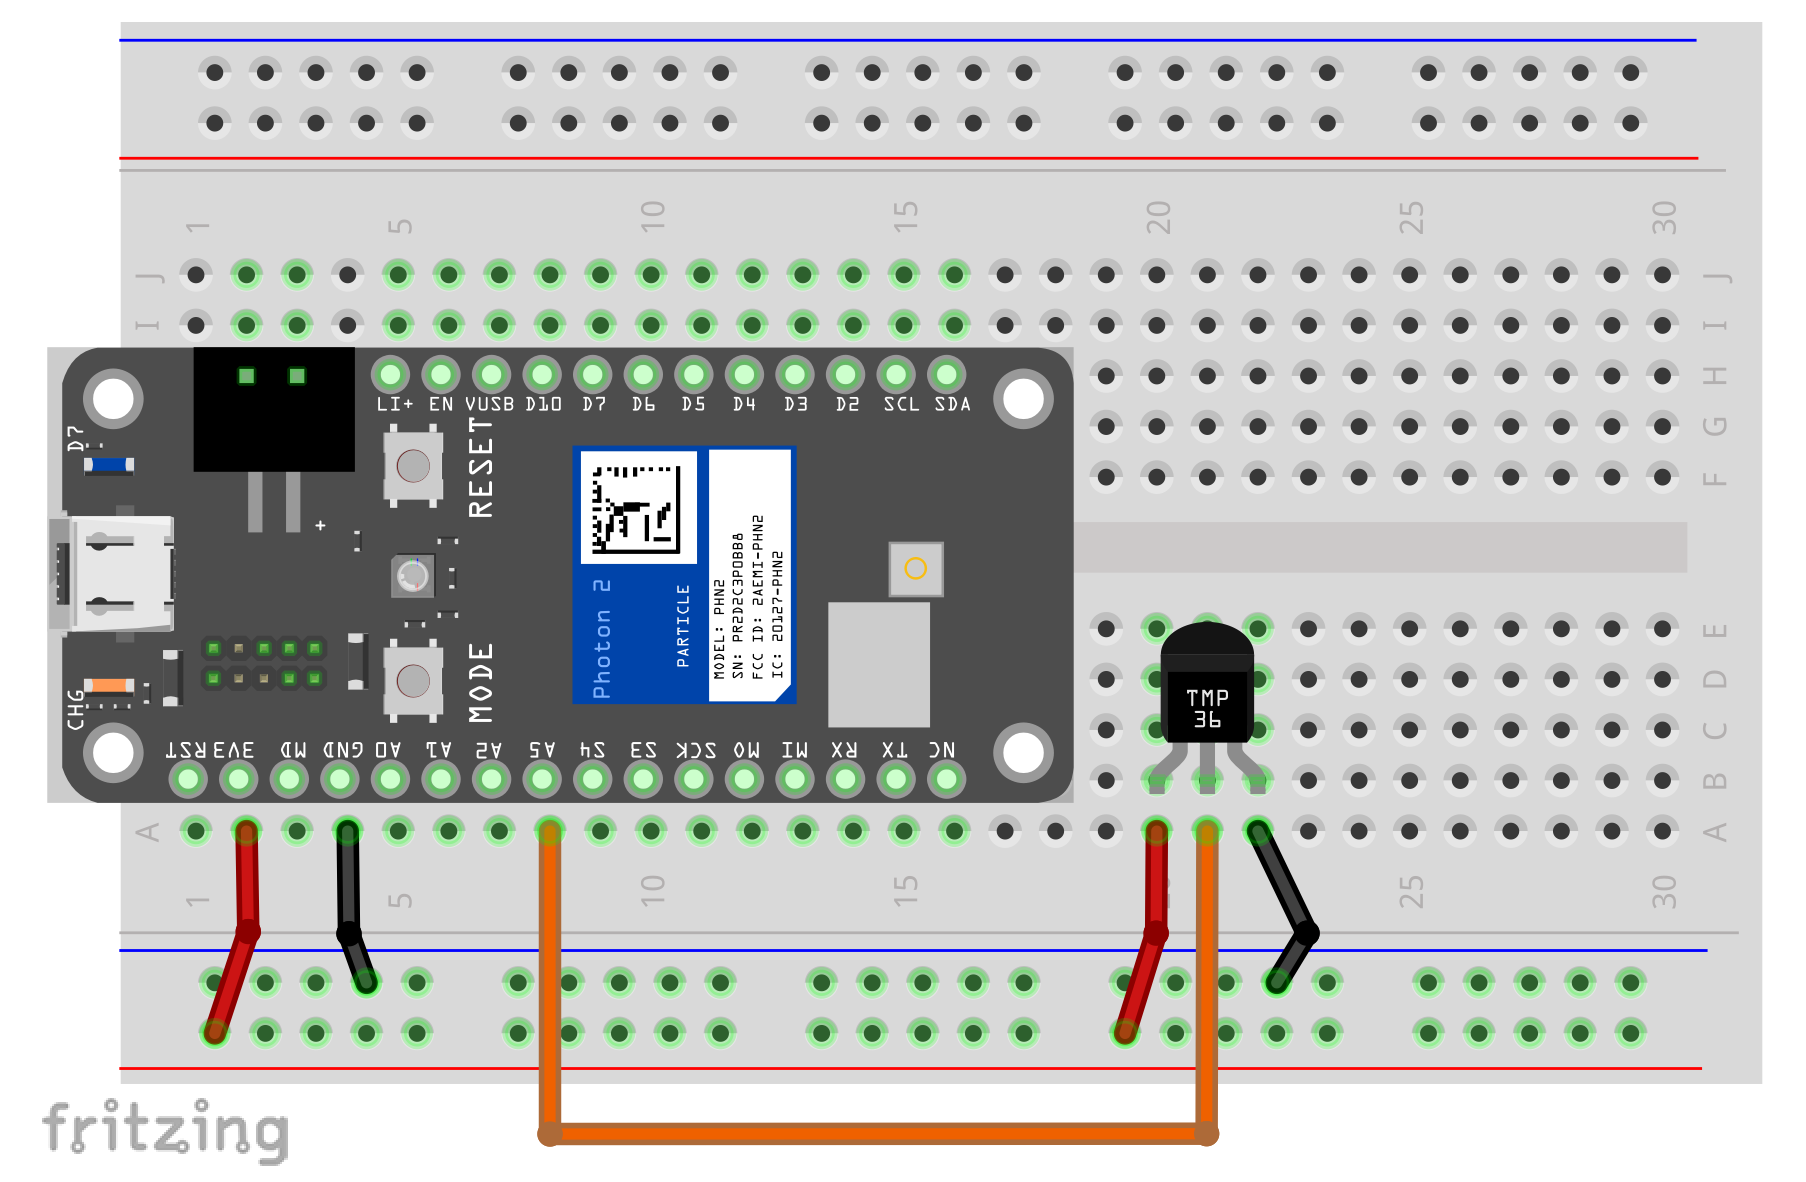 1 5 10 15 20 25 30
J J
I I
H
G
F
LI+ EN VUSB D10 D7 D6 D5 D4 D3 D2 SCL SDA
D7
RESET
+
Photon 2
PARTICLE
MODEL: PHN2
SN: PR2D2C3POBB8
FCC ID: 2AEMI-PHN2
IC: 20127-PHN2
CHG
MODE
RST 3V3 MD GND A0 A1 A2 A5 S4 S3 SCK MO MI RX TX NC
TMP
36
E
D
C
B
A A
1 5 10 15 25 30
fritzing